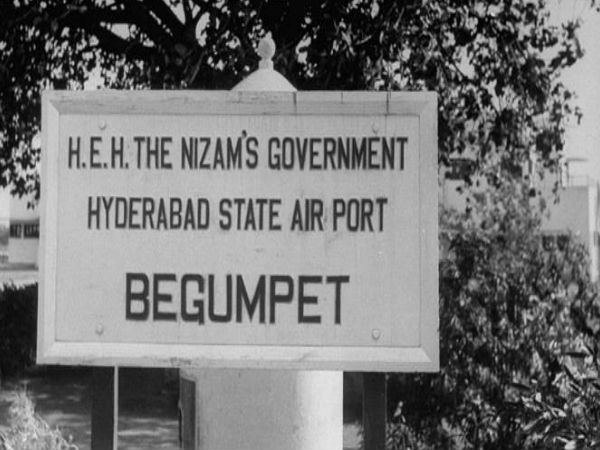 H.E.H. THE NIZAM'S GOVERNMENT
HYDERABAD STATE AIR PORT
BEGUMPET